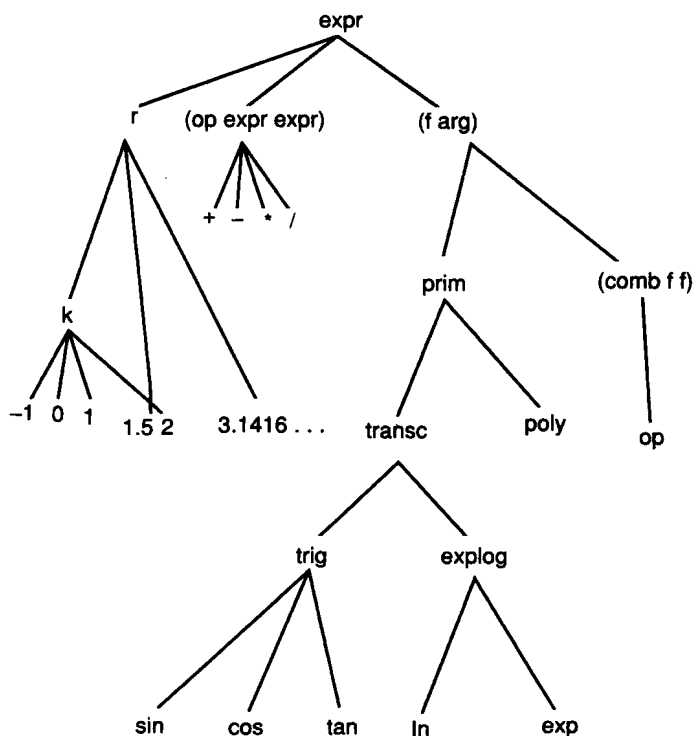 expr
r (op expr expr) (f arg)
+ − * /
prim (comb f f)
k
−1 0 1 1.5 2 3.1416 . . . transc poly op
trig explog
sin cos tan ln exp